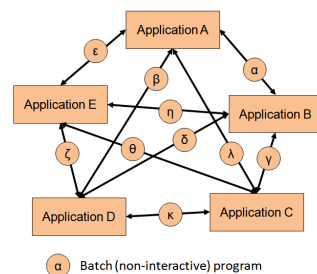 Application A
ε
β
α
Application E
η
Application B
ζ
θ
δ
λ
γ
Application D
κ
Application C
α Batch (non-interactive) program